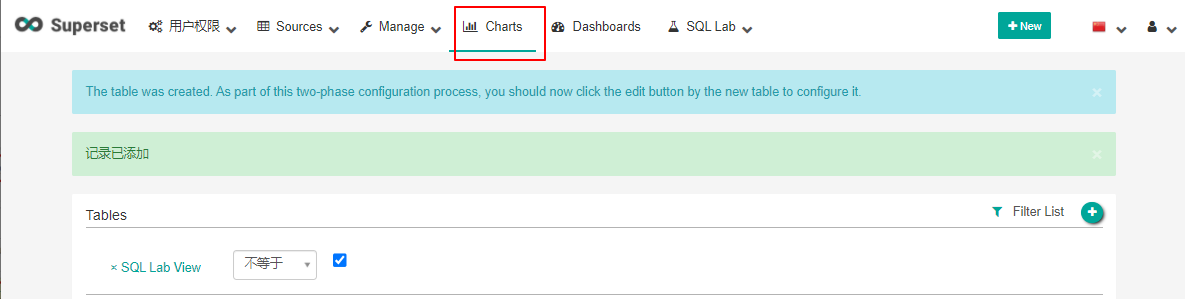 Superset 用户权限 Sources Manage Charts Dashboards SQL Lab New
The table was created. As part of this two-phase configuration process, you should now click the edit button by the new table to configure it. ×
记录已添加 ×
Tables Filter List
× SQL Lab View 不等于